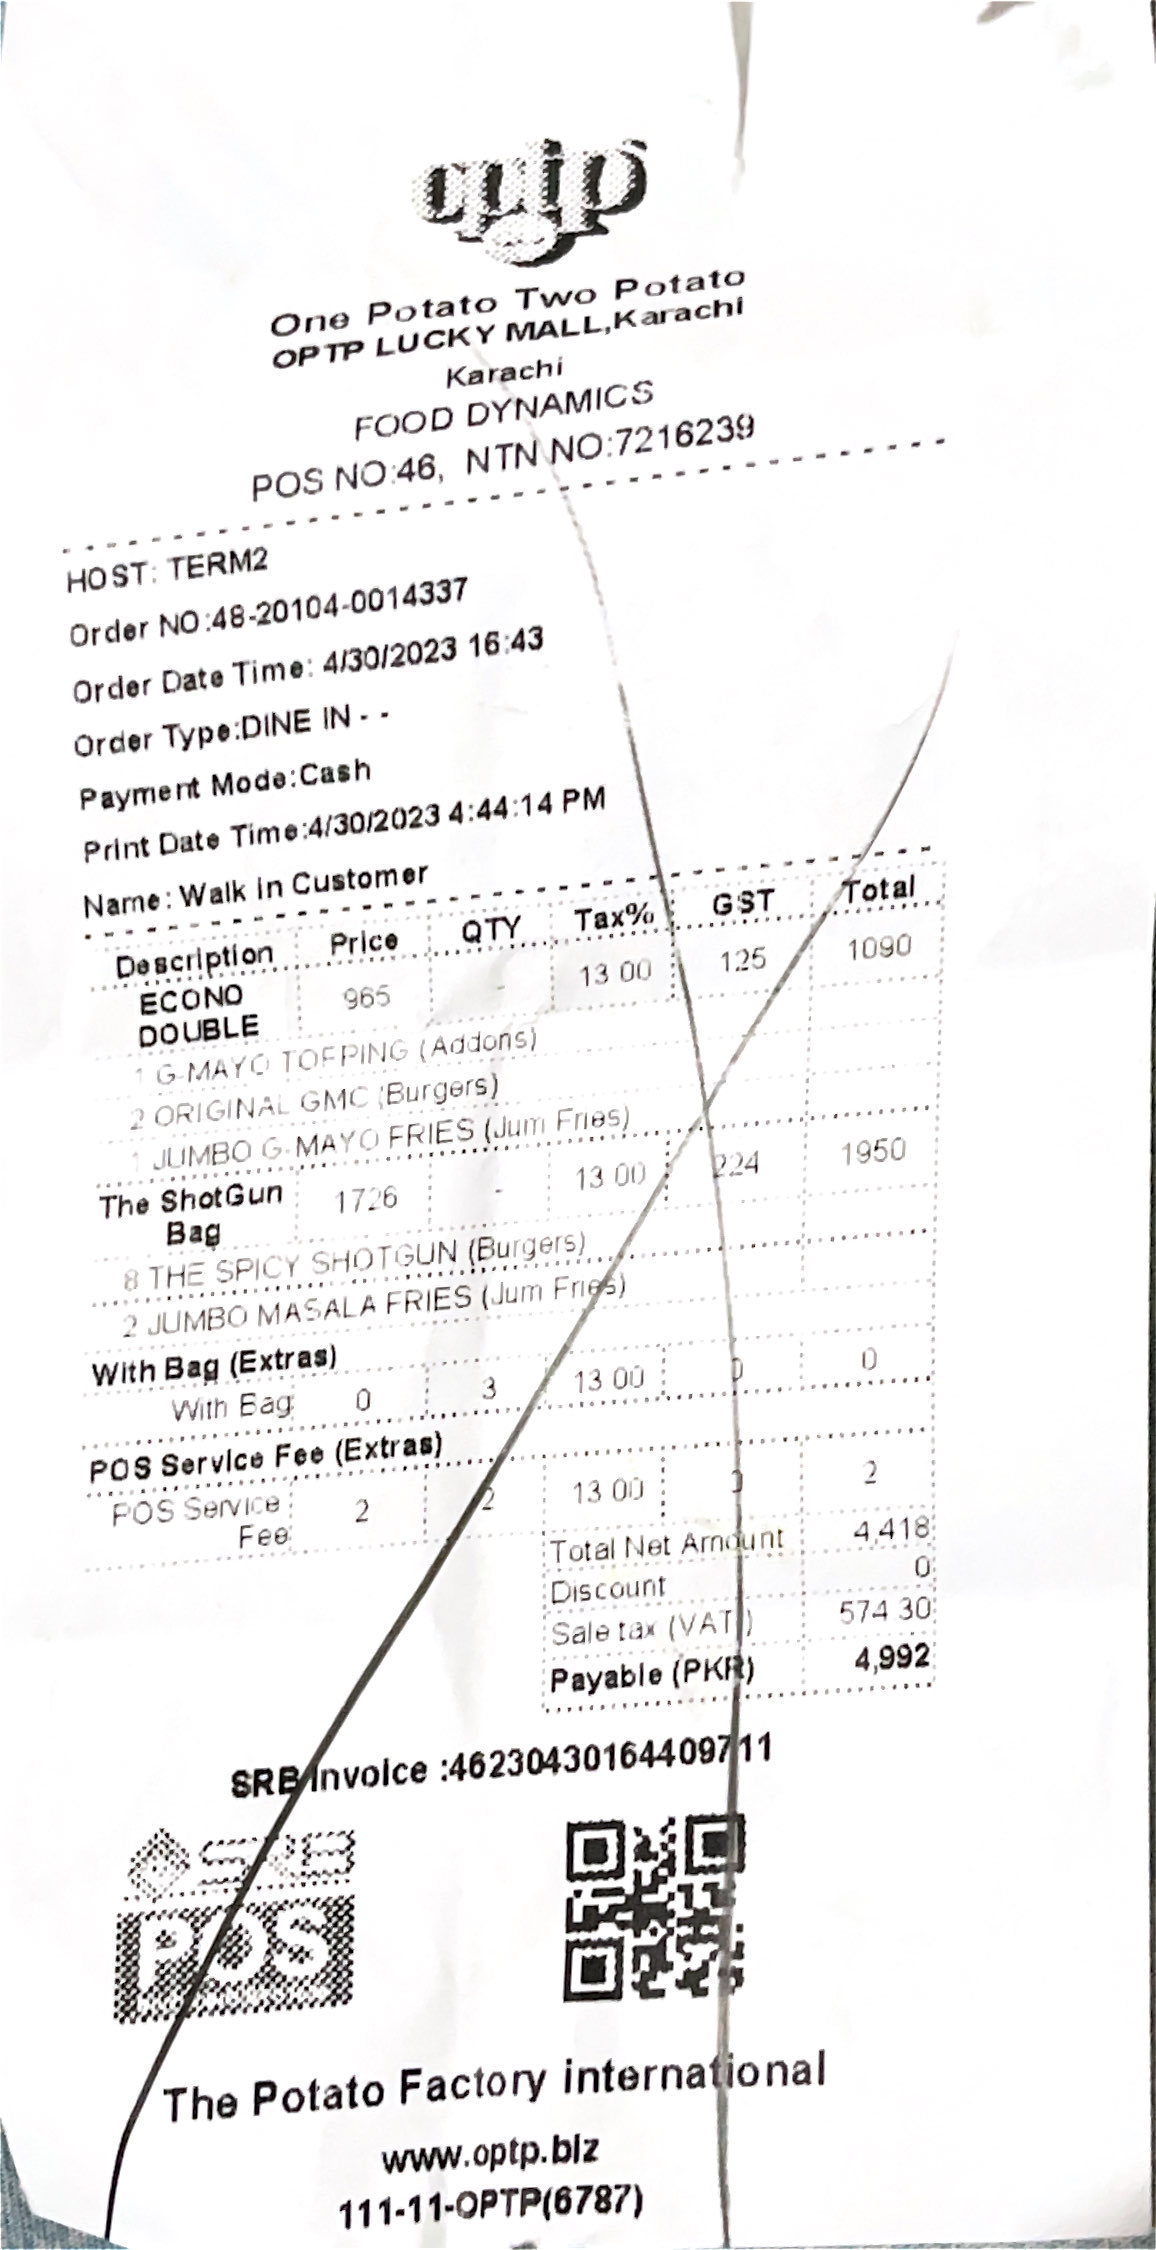 optp
One Potato Two Potato
OPTP LUCKY MALL,Karachi
Karachi
FOOD DYNAMICS
POS NO:46, NTN NO:7216239
HOST: TERM2
Order NO:48-20104-0014337
Order Date Time: 4/30/2023 16:43
Order Type:DINE IN - -
Payment Mode:Cash
Print Date Time:4/30/2023 4:44:14 PM
Name: Walk in Customer
Description Price QTY Tax% GST Total
ECONO DOUBLE 965 - 13.00 125 1090
1 G-MAYO TOPPING (Addons)
2 ORIGINAL GMC (Burgers)
1 JUMBO G-MAYO FRIES (Jum Fries)
The ShotGun Bag 1726 - 13.00 224 1950
8 THE SPICY SHOTGUN (Burgers)
2 JUMBO MASALA FRIES (Jum Fries)
With Bag (Extras)
With Bag 0 3 13.00 0 0
POS Service Fee (Extras)
POS Service Fee 2 2 13.00 0 2
Total Net Amount 4,418
Discount 0
Sale tax (VAT) 574.30
Payable (PKR) 4,992
SRB Invoice :46230430164409711
SRB
POS
The Potato Factory international
www.optp.biz
111-11-OPTP(6787)